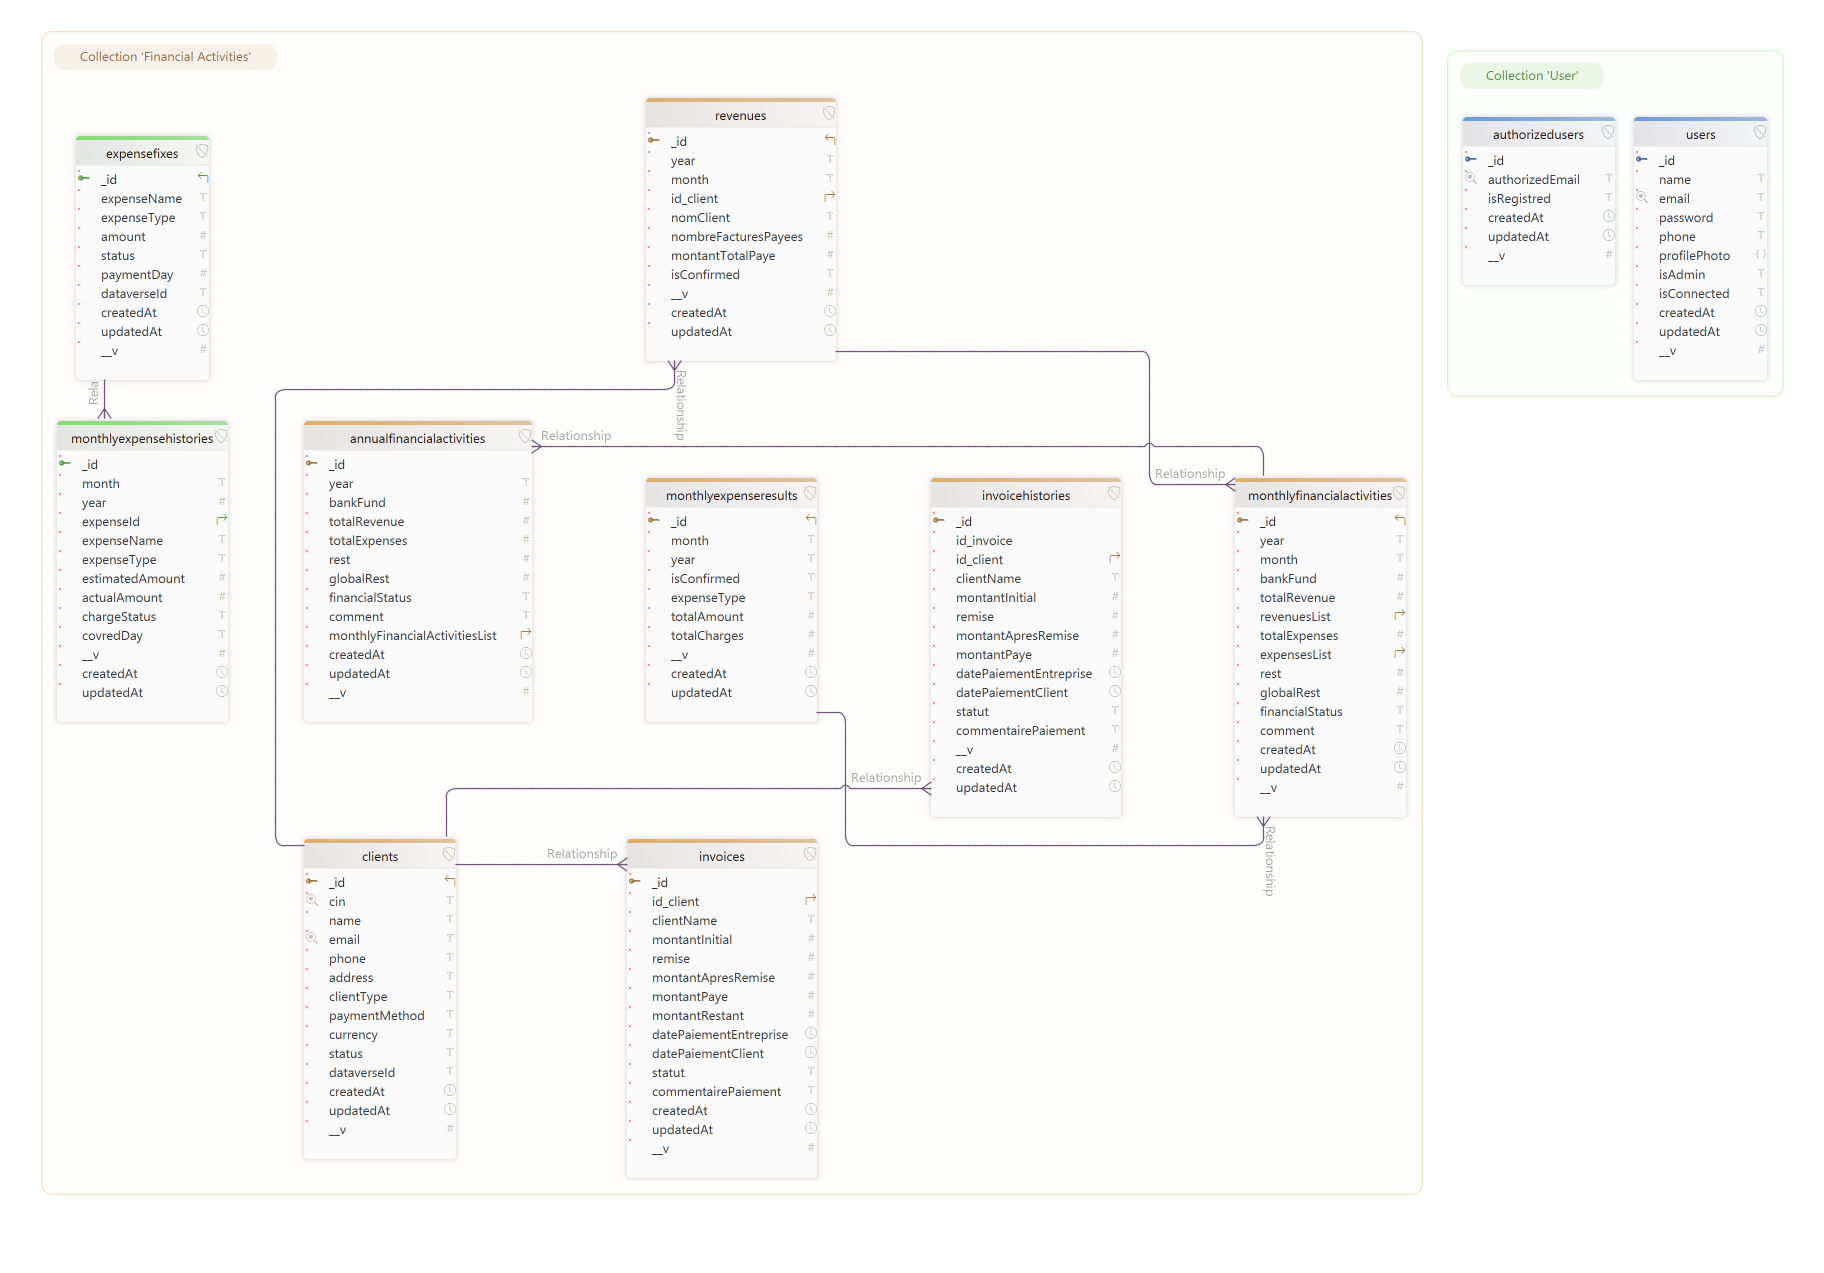 Collection 'Financial Activities'
Collection 'User'
revenues
_id
year
month
id_client
nomClient
nombreFacturesPayees
montantTotalPaye
isConfirmed
__v
createdAt
updatedAt
expensefixes
_id
expenseName
expenseType
amount
status
paymentDay
dataverseId
createdAt
updatedAt
__v
authorizedusers
_id
authorizedEmail
isRegistred
createdAt
updatedAt
__v
users
_id
name
email
password
phone
profilePhoto
isAdmin
isConnected
createdAt
updatedAt
__v
Rela
Relationship
monthlyexpensehistories
_id
month
year
expenseId
expenseName
expenseType
estimatedAmount
actualAmount
chargeStatus
covredDay
__v
createdAt
updatedAt
annualfinancialactivities
_id
year
bankFund
totalRevenue
totalExpenses
rest
globalRest
financialStatus
comment
monthlyFinancialActivitiesList
createdAt
updatedAt
__v
Relationship
monthlyexpenseresults
_id
month
year
isConfirmed
expenseType
totalAmount
totalCharges
__v
createdAt
updatedAt
invoicehistories
_id
id_invoice
id_client
clientName
montantInitial
remise
montantApresRemise
montantPaye
datePaiementEntreprise
datePaiementClient
statut
commentairePaiement
__v
createdAt
updatedAt
Relationship
monthlyfinancialactivities
_id
year
month
bankFund
totalRevenue
revenuesList
totalExpenses
expensesList
rest
globalRest
financialStatus
comment
createdAt
updatedAt
__v
Relationship
Relationship
clients
_id
cin
name
email
phone
address
clientType
paymentMethod
currency
status
dataverseId
createdAt
updatedAt
__v
Relationship
invoices
_id
id_client
clientName
montantInitial
remise
montantApresRemise
montantPaye
montantRestant
datePaiementEntreprise
datePaiementClient
statut
commentairePaiement
createdAt
updatedAt
__v